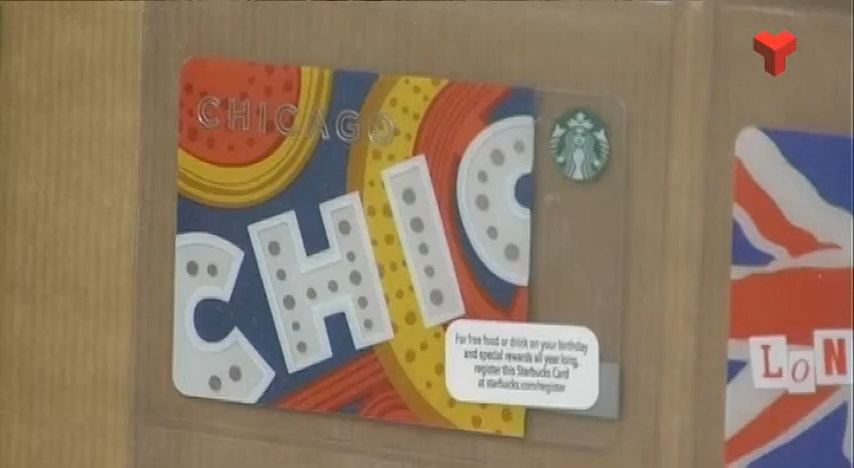 CHICAGO
CHIC
For free food or drink on your birthday
and special rewards all year long,
register this Starbucks Card
at starbucks.com/register
LON